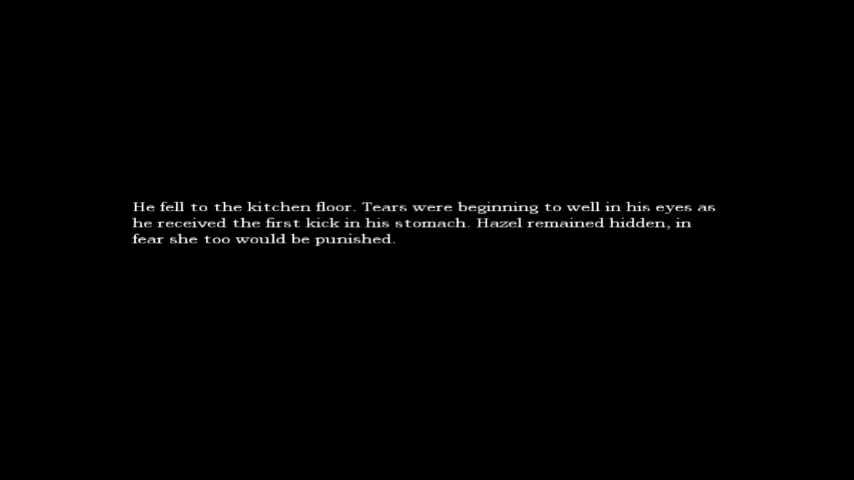 He fell to the kitchen floor. Tears were beginning to well in his eyes as
he received the first kick in his stomach. Hazel remained hidden, in
fear she too would be punished.